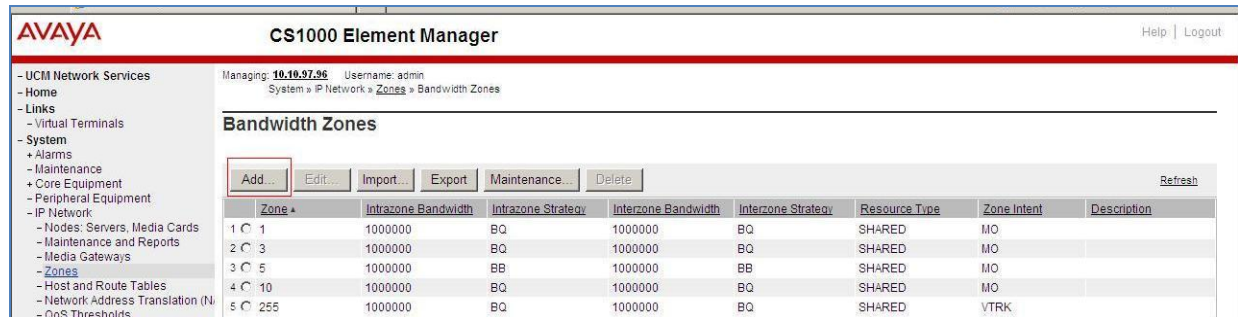 AVAYA
CS1000 Element Manager
Help | Logout
- UCM Network Services
- Home
- Links
- Virtual Terminals
- System
+ Alarms
- Maintenance
+ Core Equipment
- Peripheral Equipment
- IP Network
- Nodes: Servers, Media Cards
- Maintenance and Reports
- Media Gateways
- Zones
- Host and Route Tables
- Network Address Translation (N
- QoS Thresholds
Managing: 10.10.97.96 Username: admin
System » IP Network » Zones » Bandwidth Zones
Bandwidth Zones
Add... Edit... Import... Export Maintenance... Delete Refresh
Zone Intrazone Bandwidth Intrazone Strategy Interzone Bandwidth Interzone Strategy Resource Type Zone Intent Description
1 1 1000000 BQ 1000000 BQ SHARED MO
2 3 1000000 BQ 1000000 BQ SHARED MO
3 5 1000000 BB 1000000 BB SHARED MO
4 10 1000000 BQ 1000000 BQ SHARED MO
5 255 1000000 BQ 1000000 BQ SHARED VTRK